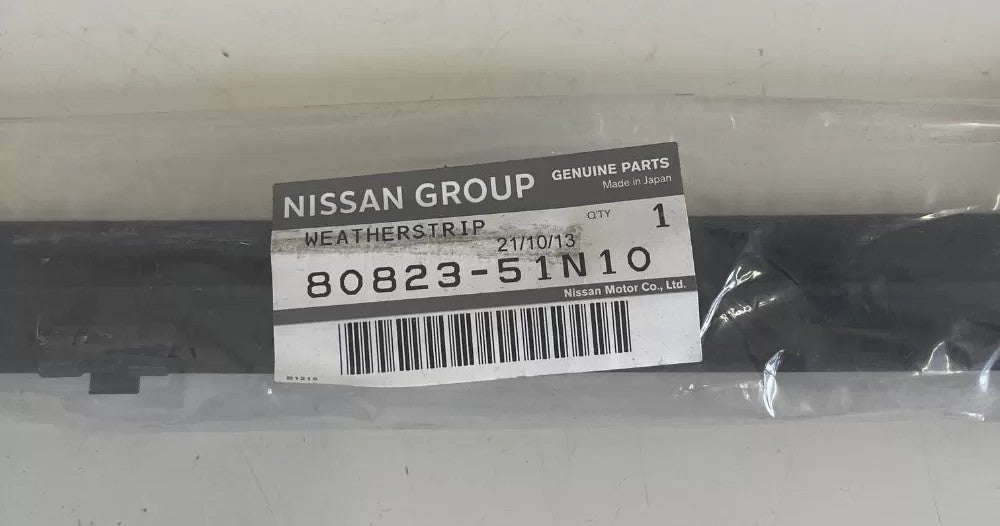 NISSAN GROUP
GENUINE PARTS
Made in Japan
WEATHERSTRIP
21/10/13
QTY 1
80823-51N10
Nissan Motor Co., Ltd.
B1215